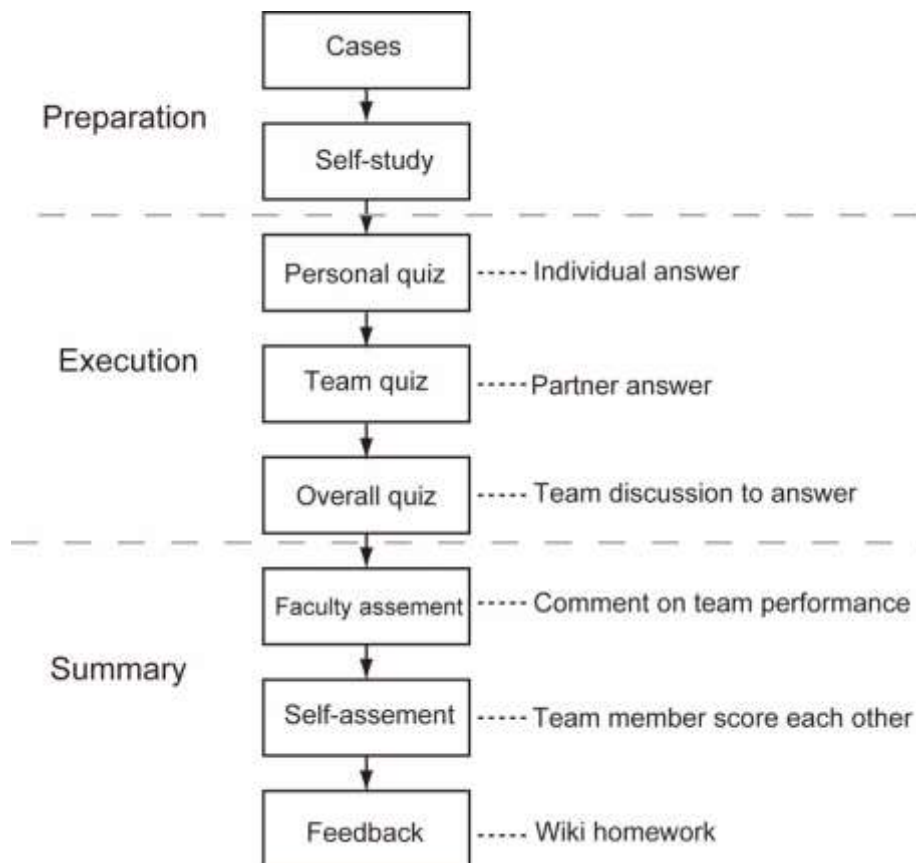 Cases
Preparation
Self-study
Personal quiz
Individual answer
Execution
Team quiz
Partner answer
Overall quiz
Team discussion to answer
Faculty assement
Comment on team performance
Summary
Self-assement
Team member score each other
Feedback
Wiki homework